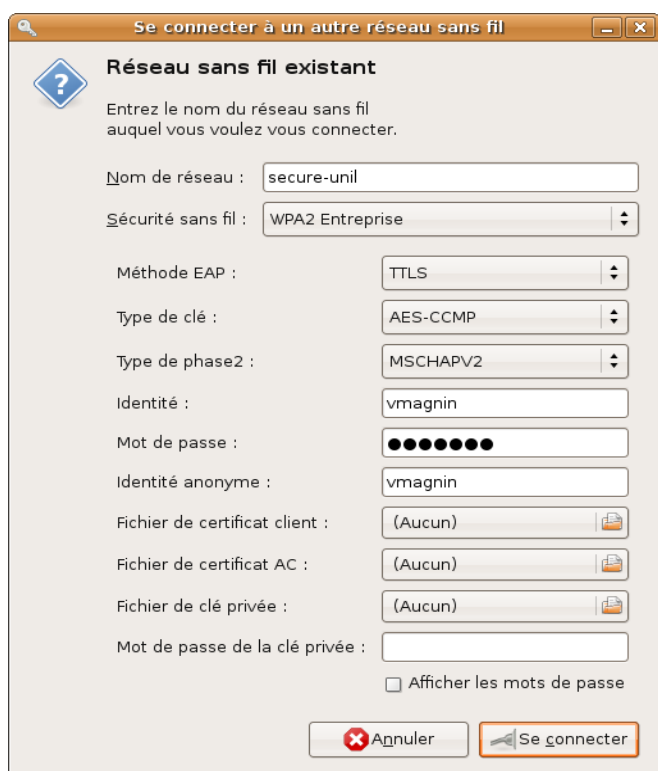 Se connecter à un autre réseau sans fil
Réseau sans fil existant
Entrez le nom du réseau sans fil
auquel vous voulez vous connecter.
Nom de réseau : secure-unil
Sécurité sans fil : WPA2 Entreprise
Méthode EAP : TTLS
Type de clé : AES-CCMP
Type de phase2 : MSCHAPV2
Identité : vmagnin
Mot de passe : ●●●●●●●
Identité anonyme : vmagnin
Fichier de certificat client : (Aucun)
Fichier de certificat AC : (Aucun)
Fichier de clé privée : (Aucun)
Mot de passe de la clé privée :
Afficher les mots de passe
Annuler Se connecter